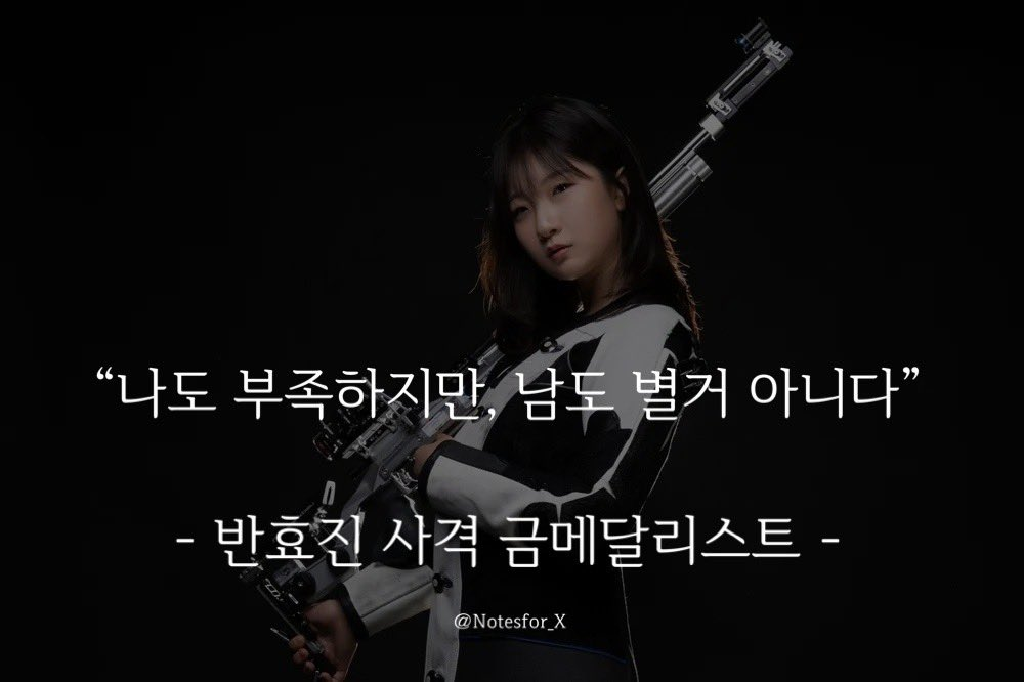 “나도 부족하지만, 남도 별거 아니다”
- 반효진 사격 금메달리스트 -
@Notesfor_X